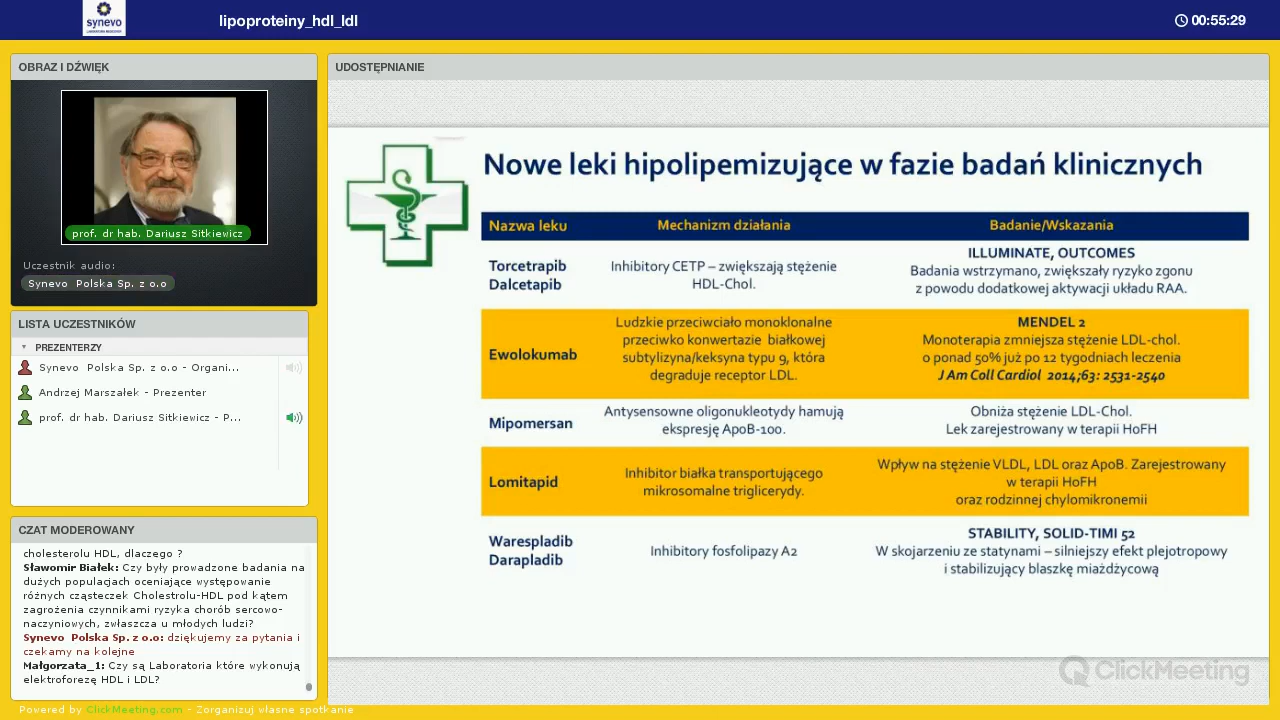 synevo
lipoproteiny_hdl_ldl
00:55:29
OBRAZ I DŹWIĘK
prof. dr hab. Dariusz Sitkiewicz
Uczestnik audio:
Synevo Polska Sp. z o.o
LISTA UCZESTNIKÓW
PREZENTERZY
Synevo Polska Sp. z o.o - Organi...
Andrzej Marszałek - Prezenter
prof. dr hab. Dariusz Sitkiewicz - P...
CZAT MODEROWANY
cholesterolu HDL, dlaczego ?
Sławomir Białek: Czy były prowadzone badania na
dużych populacjach oceniające występowanie
różnych cząsteczek Cholestrolu-HDL pod kątem
zagrożenia czynnikami ryzyka chorób sercowo-
naczyniowych, zwłaszcza u młodych ludzi?
Synevo Polska Sp. z o.o: dziękujemy za pytania i
czekamy na kolejne
Małgorzata_1: Czy są Laboratoria które wykonują
elektroforezę HDL i LDL?
Powered by ClickMeeting.com - Zorganizuj własne spotkanie
UDOSTĘPNIANIE
Nowe leki hipolipemizujące w fazie badań klinicznych
Nazwa leku Mechanizm działania Badanie/Wskazania
Torcetrapib
Dalcetapib
Inhibitory CETP – zwiększają stężenie
HDL-Chol.
ILLUMINATE, OUTCOMES
Badania wstrzymano, zwiększały ryzyko zgonu
z powodu dodatkowej aktywacji układu RAA.
Ewolokumab
Ludzkie przeciwciało monoklonalne
przeciwko konwertazie białkowej
subtylizyna/keksyna typu 9, która
degraduje receptor LDL.
MENDEL 2
Monoterapia zmniejsza stężenie LDL-chol.
o ponad 50% już po 12 tygodniach leczenia
J Am Coll Cardiol 2014;63: 2531-2540
Mipomersan
Antysensowne oligonukleotydy hamują
ekspresję ApoB-100.
Obniża stężenie LDL-Chol.
Lek zarejestrowany w terapii HoFH
Lomitapid
Inhibitor białka transportującego
mikrosomalne triglicerydy.
Wpływ na stężenie VLDL, LDL oraz ApoB. Zarejestrowany
w terapii HoFH
oraz rodzinnej chylomikronemii
Warespladib
Darapladib
Inhibitory fosfolipazy A2
STABILITY, SOLID-TIMI 52
W skojarzeniu ze statynami – silniejszy efekt plejotropowy
i stabilizujący blaszkę miażdżycową
ClickMeeting